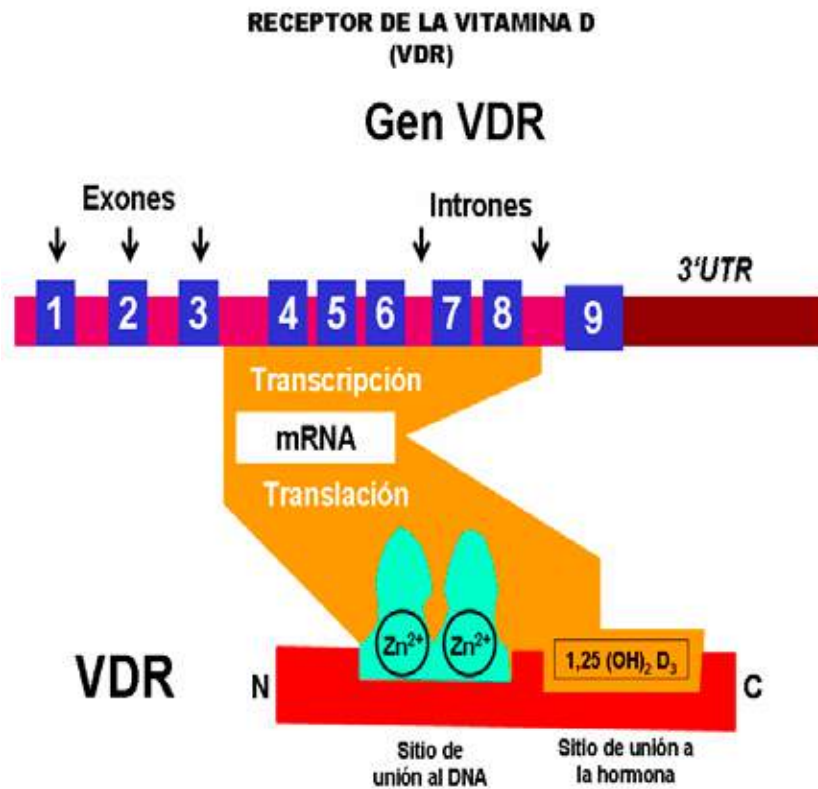 RECEPTOR DE LA VITAMINA D
(VDR)
Gen VDR
Exones
Intrones
3'UTR
1 2 3 4 5 6 7 8 9
Transcripción
mRNA
Translación
Zn²⁺ Zn²⁺
1,25 (OH)₂ D₃
VDR
N
C
Sitio de
unión al DNA
Sitio de unión a
la hormona